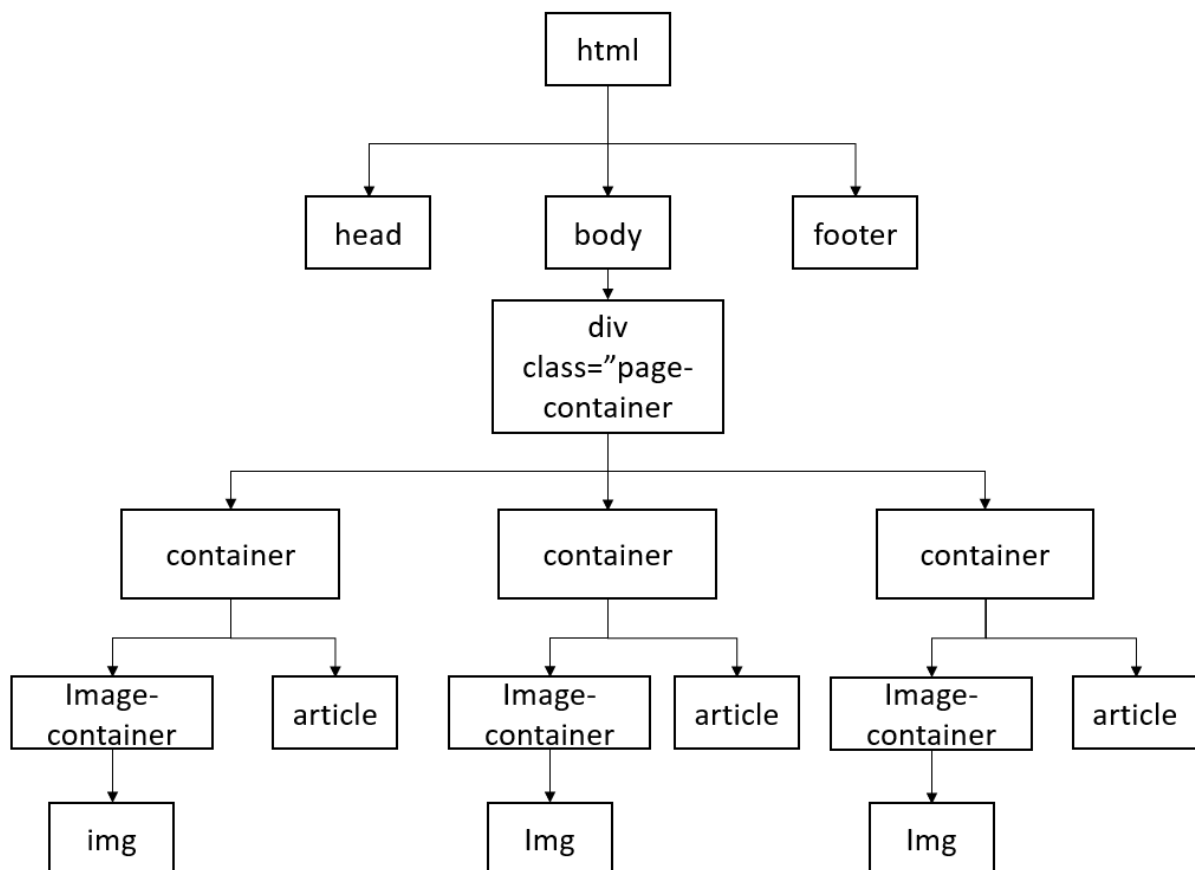 html
head
body
footer
div
class=”page-
container
container
container
container
Image-
container
article
Image-
container
article
Image-
container
article
img
Img
Img